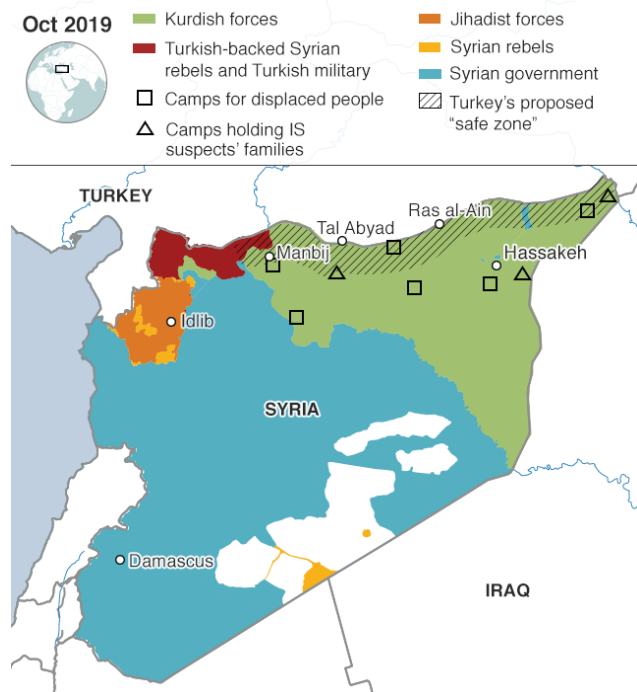 Oct 2019
Kurdish forces
Turkish-backed Syrian
rebels and Turkish military
Camps for displaced people
Camps holding IS
suspects' families
Jihadist forces
Syrian rebels
Syrian government
Turkey's proposed
“safe zone”
TURKEY
Ras al-Ain
Tal Abyad
Manbij
Hassakeh
Idlib
SYRIA
Damascus
IRAQ